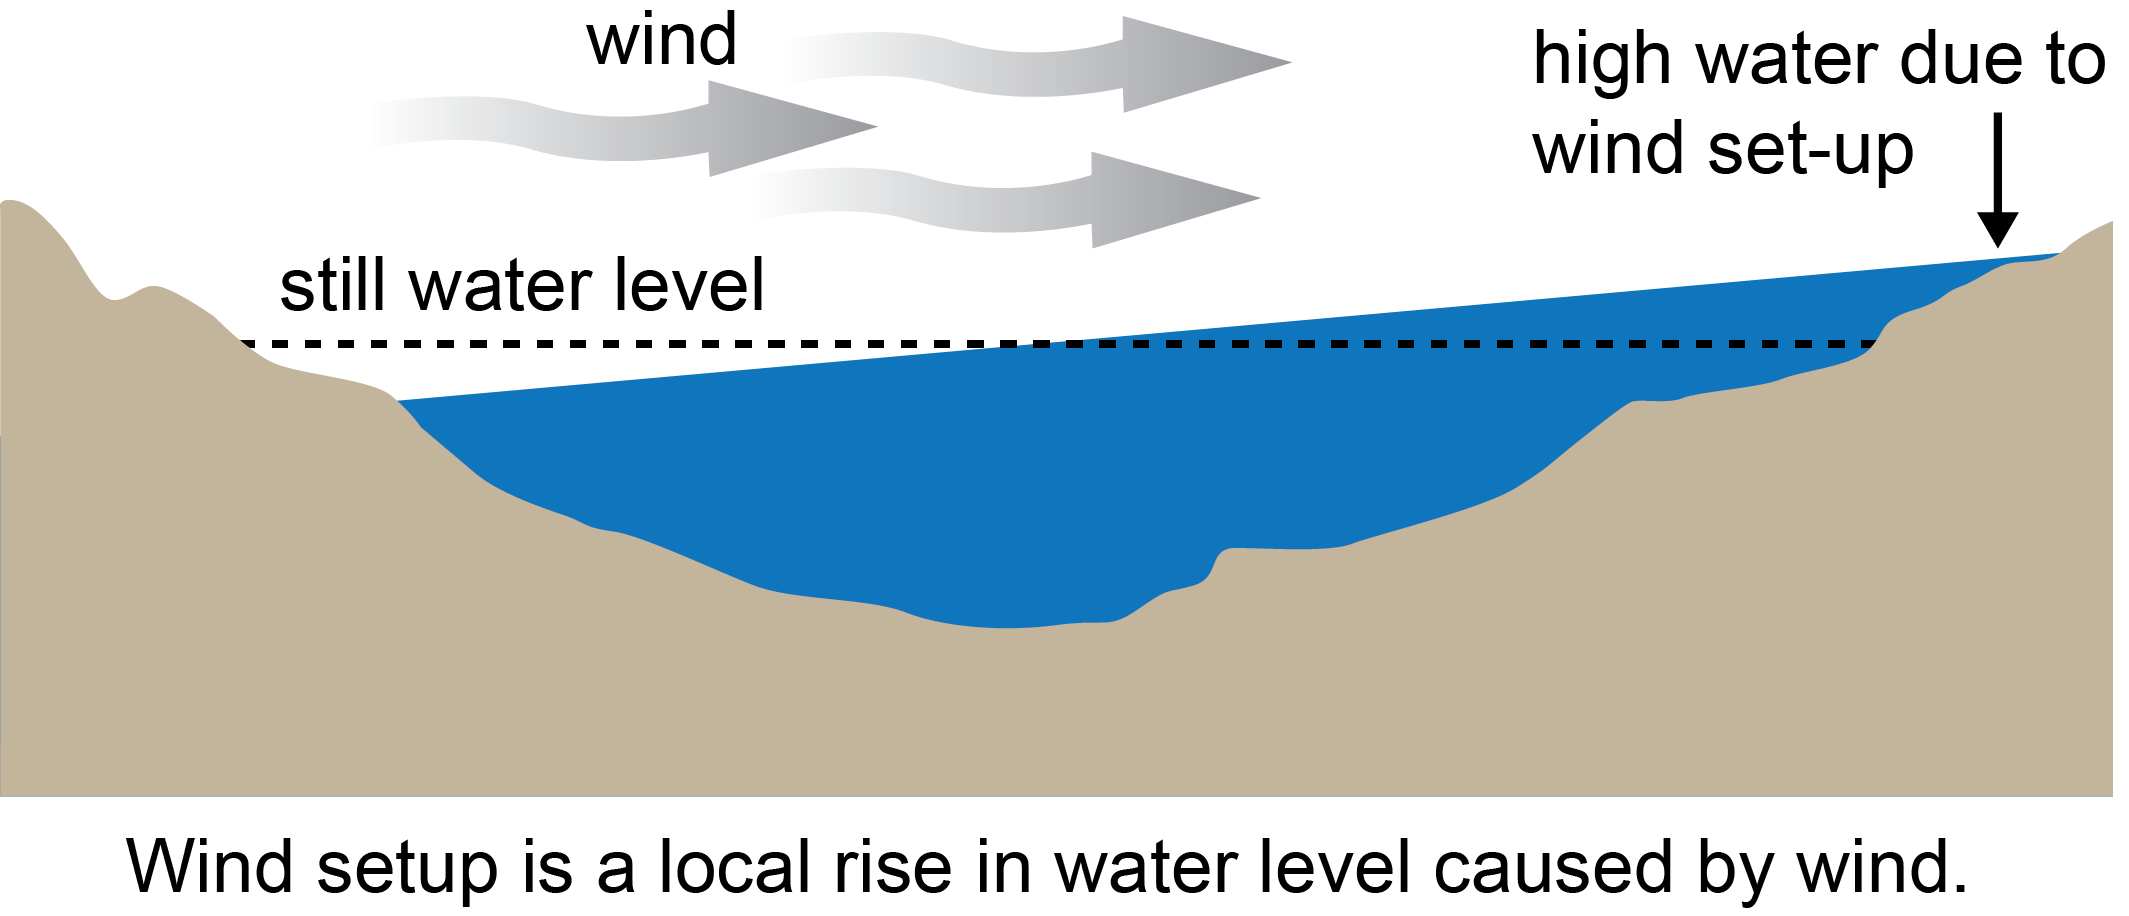 wind
high water due to
wind set-up
still water level
Wind setup is a local rise in water level caused by wind.